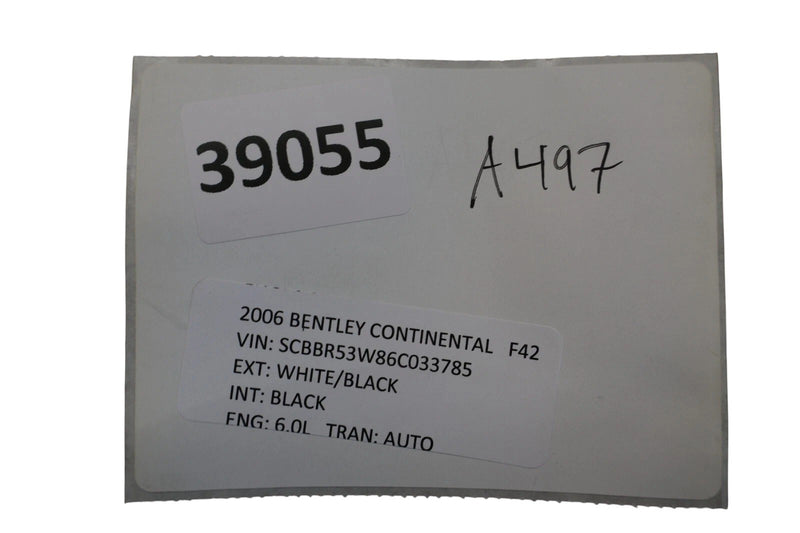 39055
A497
2006 BENTLEY CONTINENTAL F42
VIN: SCBBR53W86C033785
EXT: WHITE/BLACK
INT: BLACK
ENG: 6.0L TRAN: AUTO